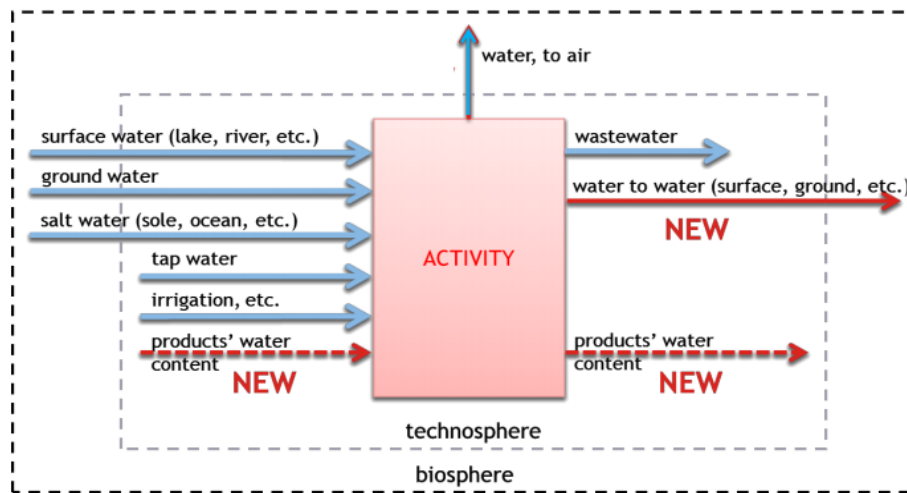 water, to air
surface water (lake, river, etc.)
wastewater
ground water
water to water (surface, ground, etc.)
salt water (sole, ocean, etc.)
NEW
tap water
ACTIVITY
irrigation, etc.
products’ water
content
NEW
products’ water
content
NEW
technosphere
biosphere